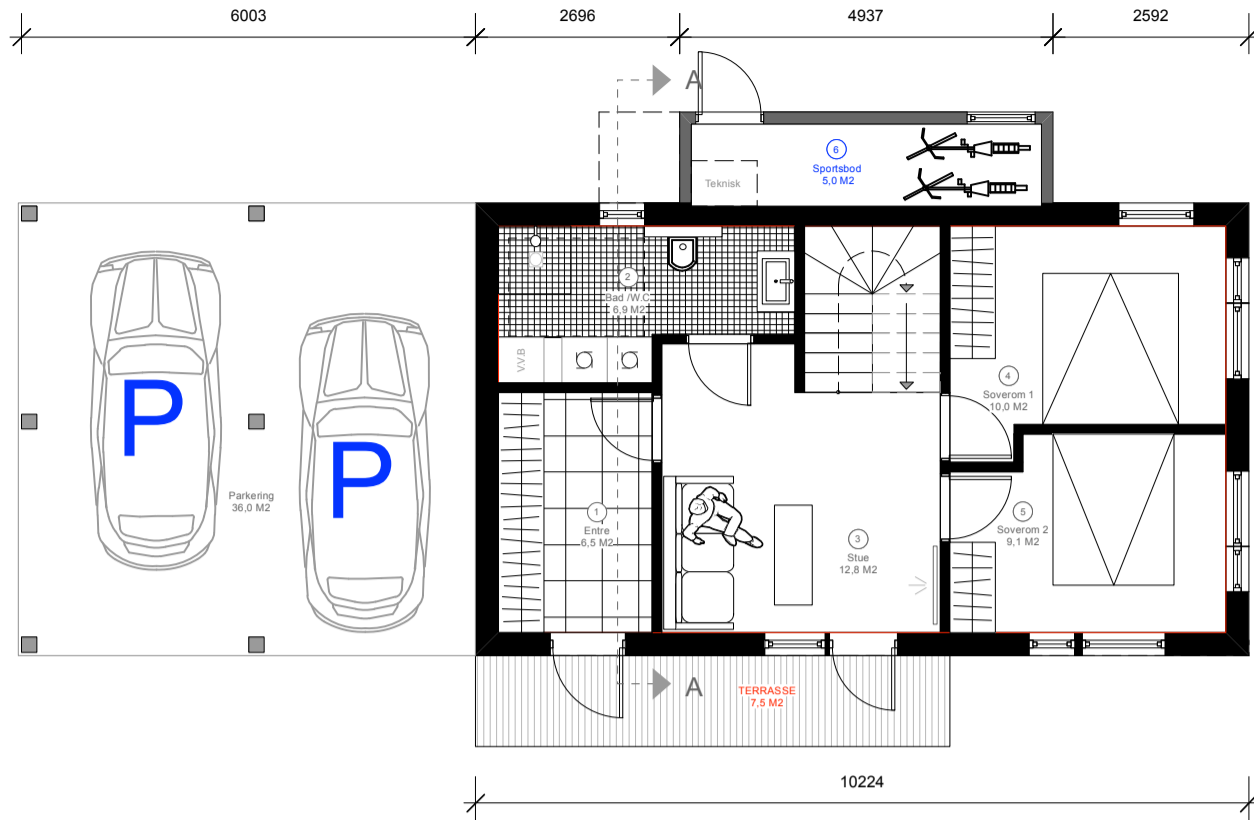 6003
2696
4937
2592
A
6
Sportsbod
5,0 M2
Teknisk
2
Bad /W.C
6,9 M2
V.V.B
P
P
Parkering
36,0 M2
4
Soverom 1
10,0 M2
1
Entre
6,5 M2
3
Stue
12,8 M2
5
Soverom 2
9,1 M2
A
TERRASSE
7,5 M2
10224